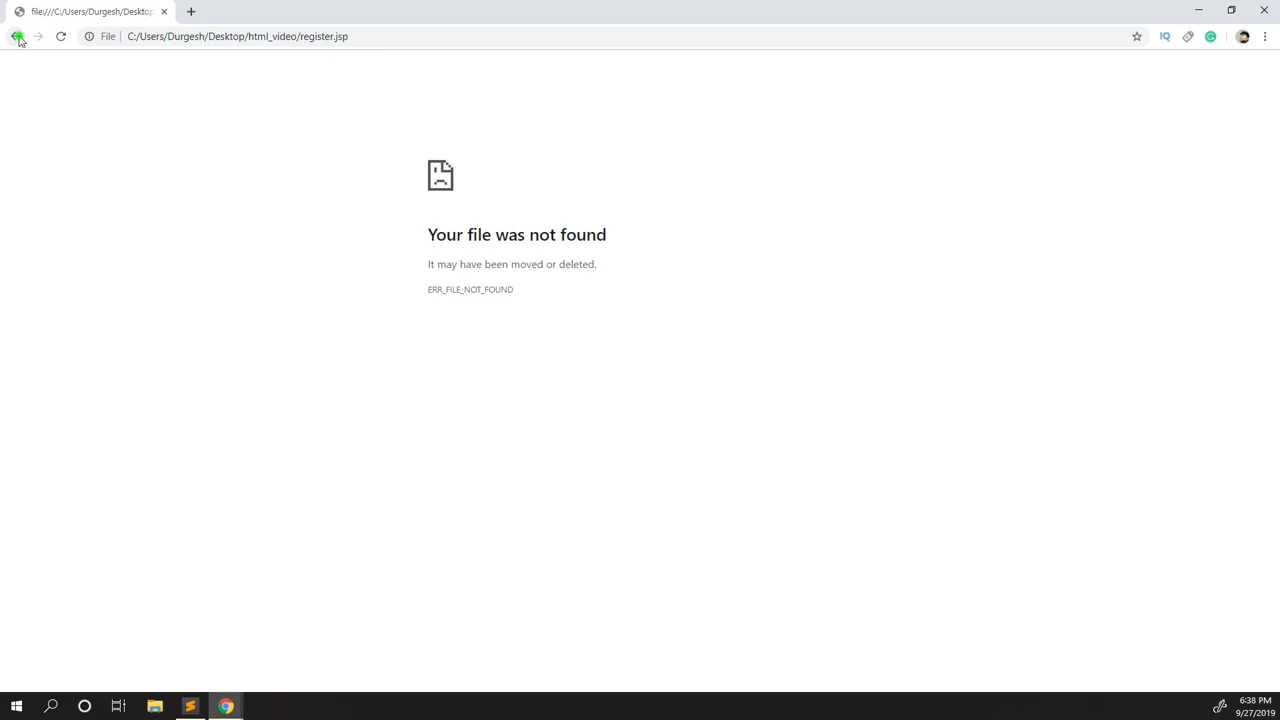 file:///C:/Users/Durgesh/Desktop
File
C:/Users/Durgesh/Desktop/html_video/register.jsp
IQ
Your file was not found
It may have been moved or deleted.
ERR_FILE_NOT_FOUND
6:38 PM
9/27/2019